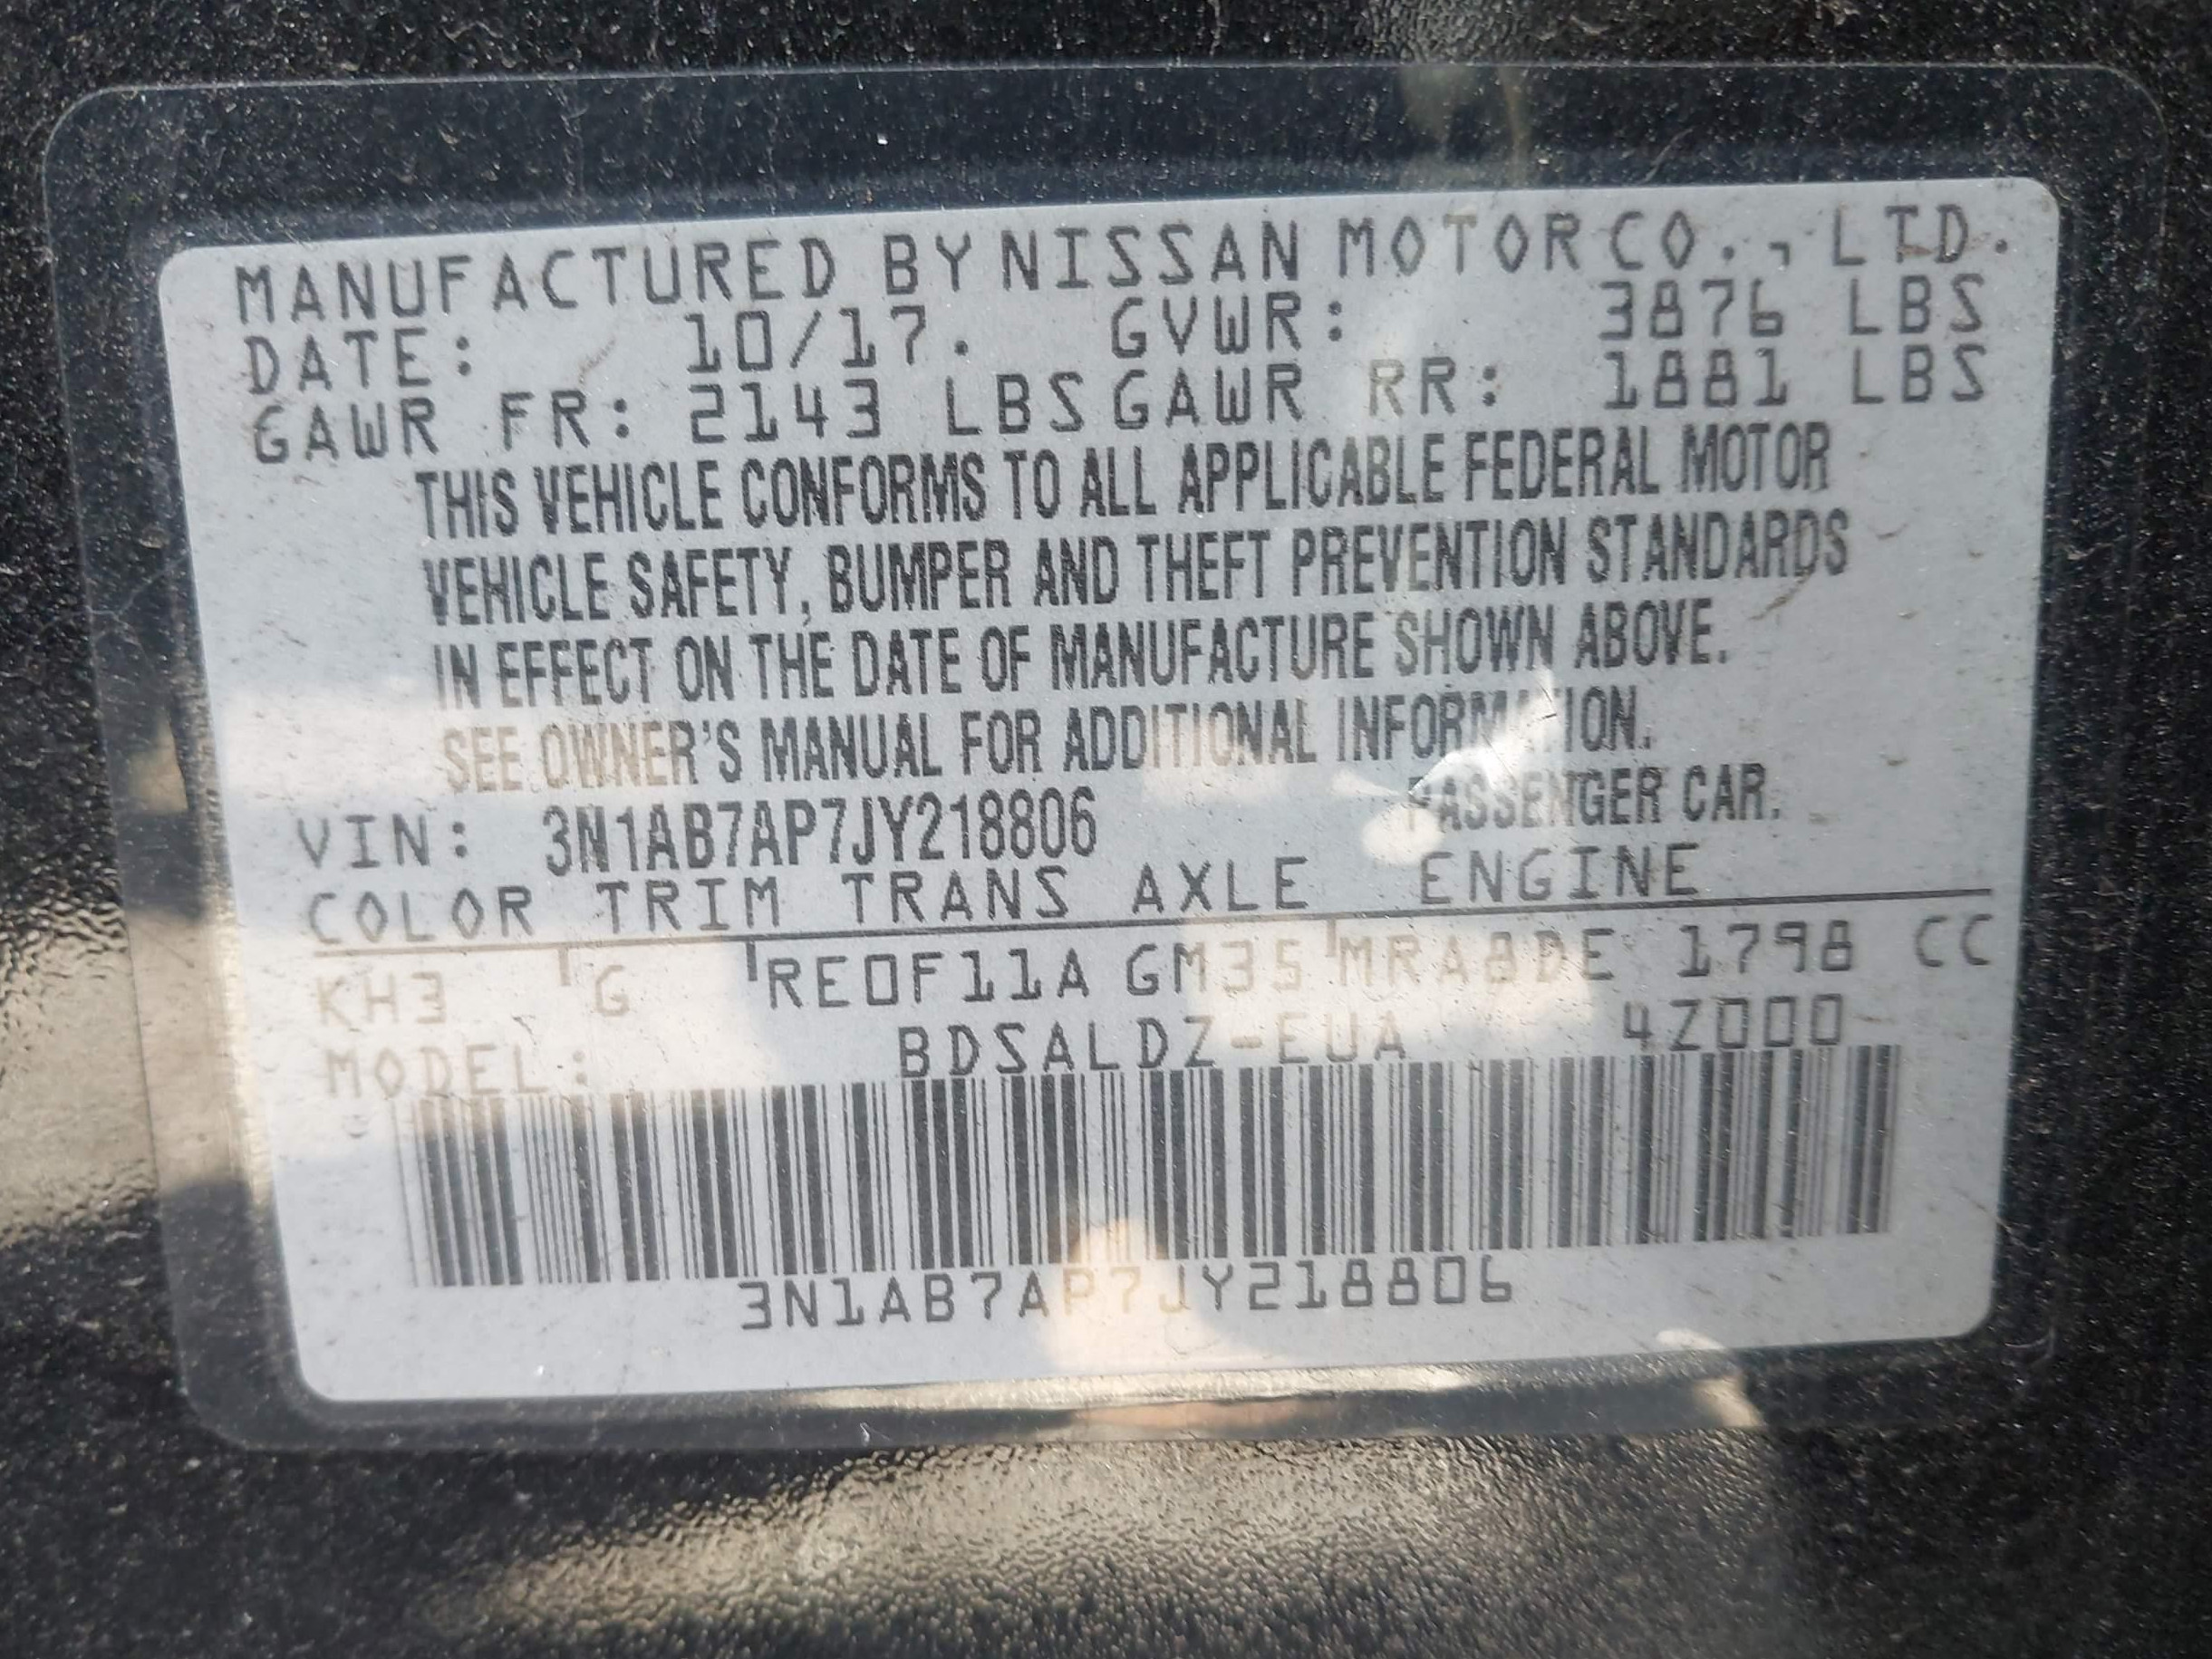 MANUFACTURED BY NISSAN MOTOR CO., LTD.
DATE: 10/17. GVWR: 3876 LBS
GAWR FR: 2143 LBS GAWR RR: 1881 LBS
THIS VEHICLE CONFORMS TO ALL APPLICABLE FEDERAL MOTOR
VEHICLE SAFETY, BUMPER AND THEFT PREVENTION STANDARDS
IN EFFECT ON THE DATE OF MANUFACTURE SHOWN ABOVE.
SEE OWNER'S MANUAL FOR ADDITIONAL INFORMATION.
VIN: 3N1AB7AP7JY218806 PASSENGER CAR.
COLOR TRIM TRANS AXLE ENGINE
KH3 G RE0F11A GM35 MRA8DE 1798 CC
MODEL: BDSALDZ-EUA 4Z000
3N1AB7AP7JY218806